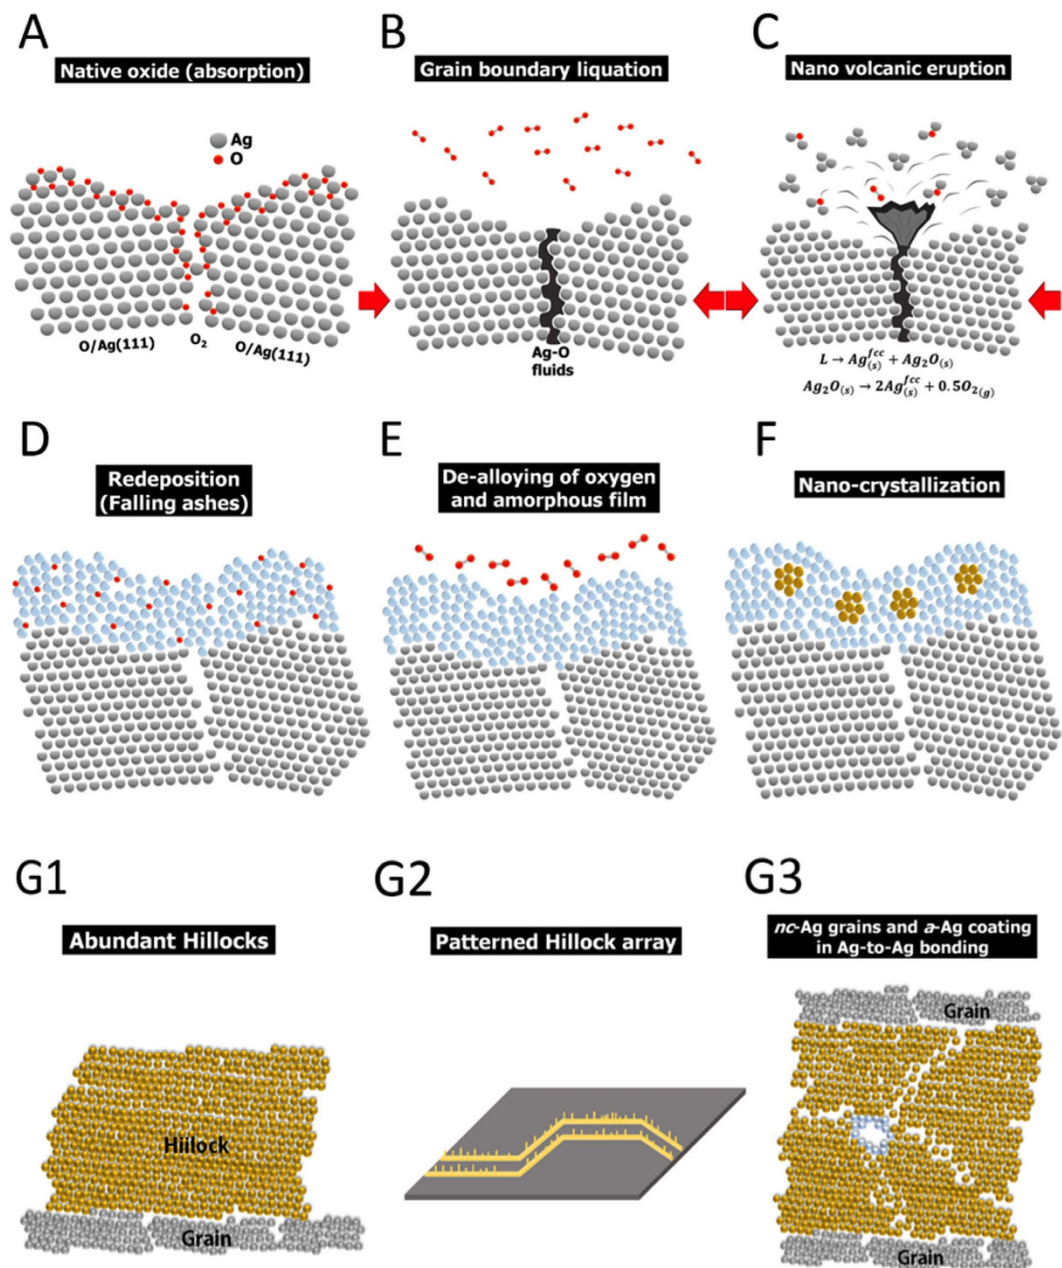 A
Native oxide (absorption)
Ag
O
O/Ag(111)
O₂
O/Ag(111)
B
Grain boundary liquation
Ag-O
fluids
C
Nano volcanic eruption
L → Ag(s)^fcc + Ag₂O(s)
Ag₂O(s) → 2Ag(s)^fcc + 0.5O₂(g)
D
Redeposition
(Falling ashes)
E
De-alloying of oxygen
and amorphous film
F
Nano-crystallization
G1
Abundant Hillocks
Hiilock
Grain
G2
Patterned Hillock array
G3
nc-Ag grains and a-Ag coating
in Ag-to-Ag bonding
Grain
Grain